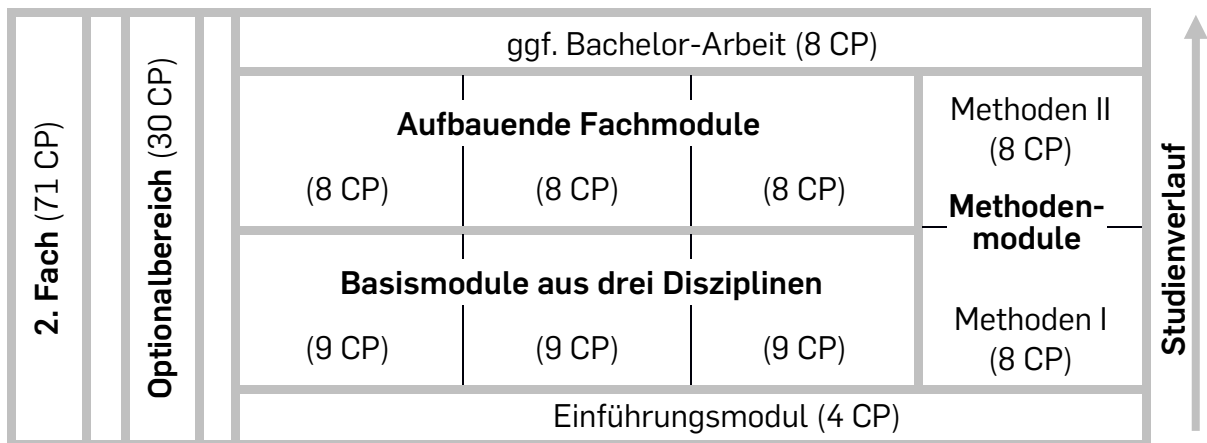 2. Fach (71 CP)
Optionalbereich (30 CP)
ggf. Bachelor-Arbeit (8 CP)
Aufbauende Fachmodule
(8 CP) (8 CP) (8 CP)
Methoden II
(8 CP)
Methoden-
module
Basismodule aus drei Disziplinen
(9 CP) (9 CP) (9 CP)
Methoden I
(8 CP)
Einführungsmodul (4 CP)
Studienverlauf